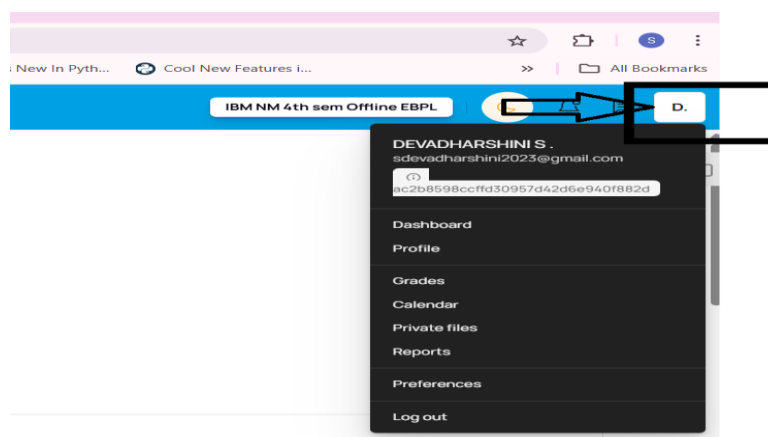 S
New In Pyth... Cool New Features i... » All Bookmarks
IBM NM 4th sem Offline EBPL D.
DEVADHARSHINI S .
sdevadharshini2023@gmail.com
ac2b8598ccffd30957d42d6e940f882d
Dashboard
Profile
Grades
Calendar
Private files
Reports
Preferences
Log out